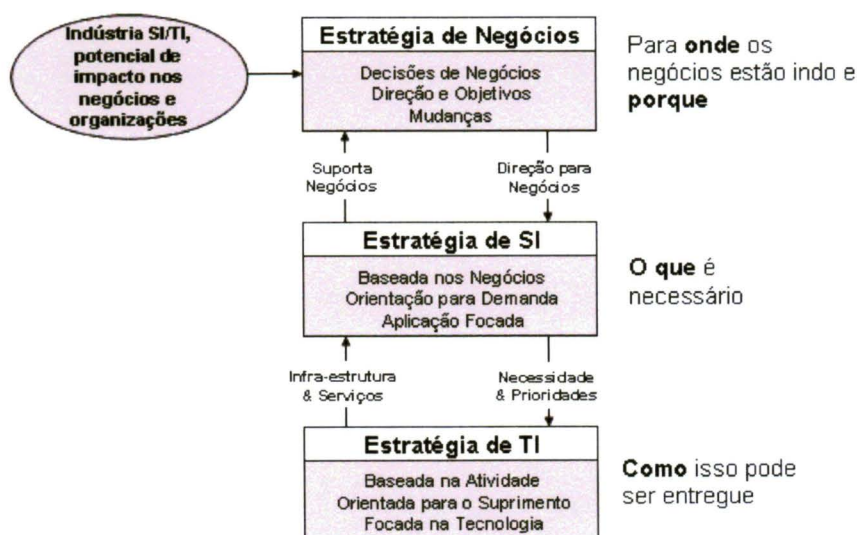 Indústria SI/TI,
potencial de
impacto nos
negócios e
organizações
Estratégia de Negócios
Decisões de Negócios
Direção e Objetivos
Mudanças
Para onde os
negócios estão indo e
porque
Suporta
Negócios
Direção para
Negócios
Estratégia de SI
Baseada nos Negócios
Orientação para Demanda
Aplicação Focada
O que é
necessário
Infra-estrutura
& Serviços
Necessidade
& Prioridades
Estratégia de TI
Baseada na Atividade
Orientada para o Suprimento
Focada na Tecnologia
Como isso pode
ser entregue